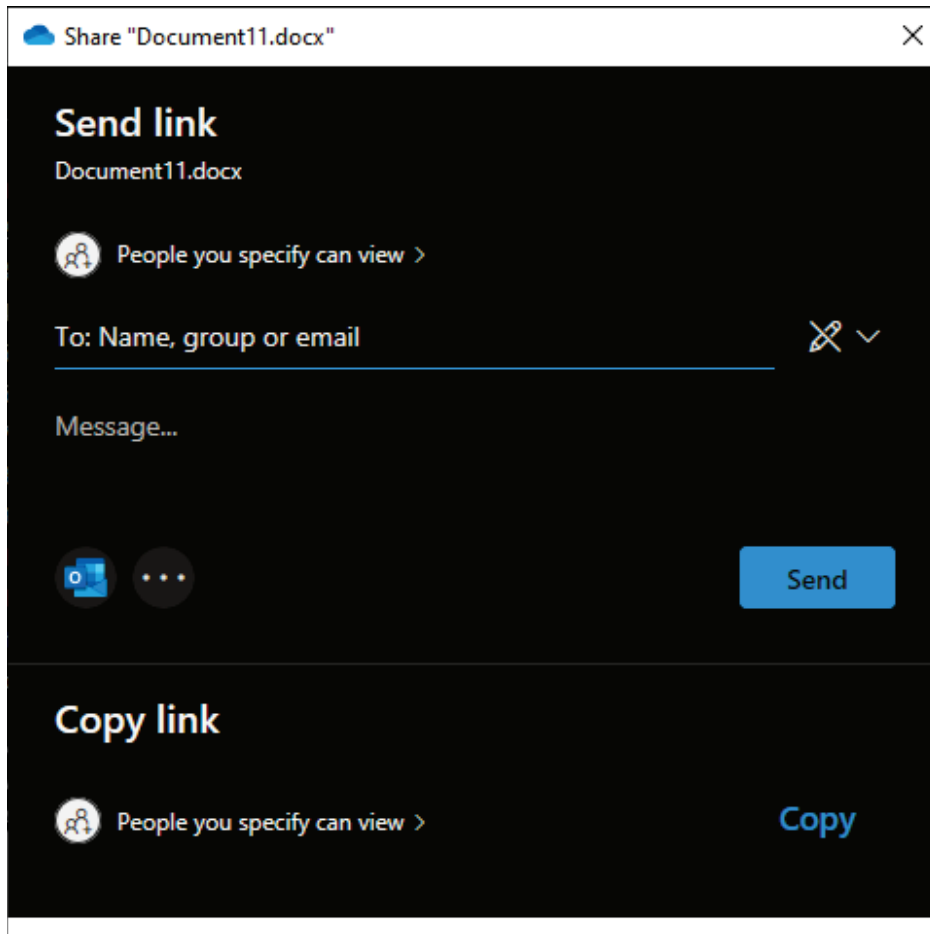 Share "Document11.docx"
Send link
Document11.docx
People you specify can view >
To: Name, group or email
Message...
Send
Copy link
People you specify can view >
Copy